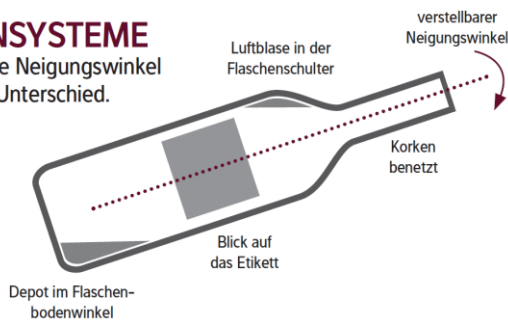 NSYSTEME
e Neigungswinkel
Unterschied.
Luftblase in der
Flaschenschulter
verstellbarer
Neigungswinkel
Korken
benetzt
Blick auf
das Etikett
Depot im Flaschen-
bodenwinkel